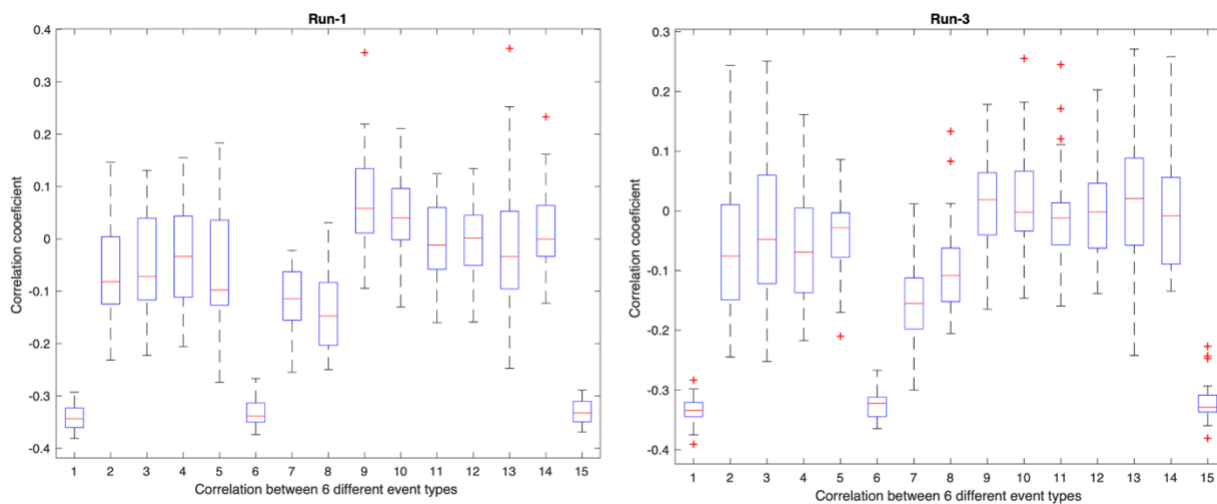 Run-1
Correlation cooeficient
0.4
0.3
0.2
0.1
0
-0.1
-0.2
-0.3
-0.4
1 2 3 4 5 6 7 8 9 10 11 12 13 14 15
Correlation between 6 different event types
Run-3
Correlation cooeficient
0.3
0.2
0.1
0
-0.1
-0.2
-0.3
-0.4
1 2 3 4 5 6 7 8 9 10 11 12 13 14 15
Correlation between 6 different event types